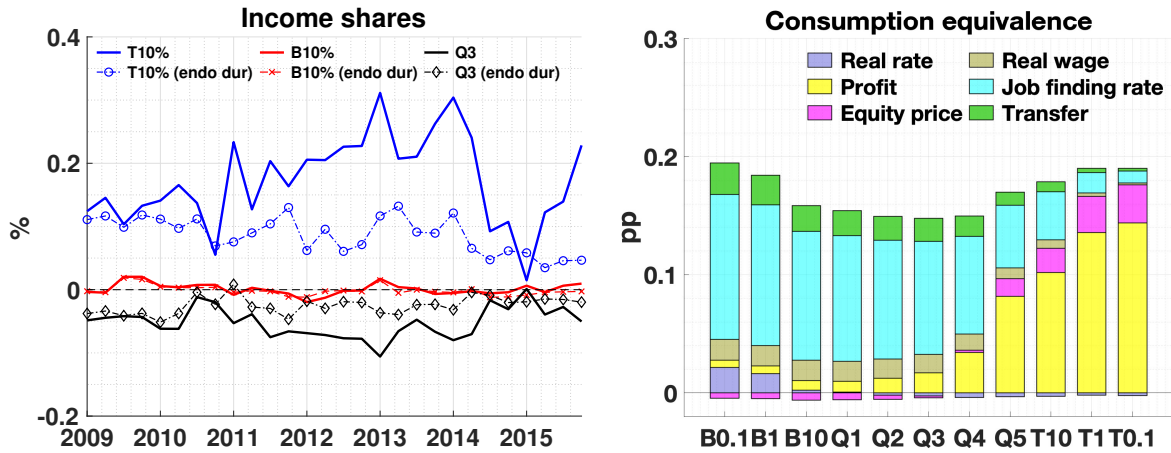 Income shares
0.4
0.2
0
-0.2
%
T10%
B10%
Q3
T10% (endo dur)
B10% (endo dur)
Q3 (endo dur)
2009 2010 2011 2012 2013 2014 2015
Consumption equivalence
0.3
0.2
0.1
0
pp
Real rate
Real wage
Profit
Job finding rate
Equity price
Transfer
B0.1 B1 B10 Q1 Q2 Q3 Q4 Q5 T10 T1 T0.1